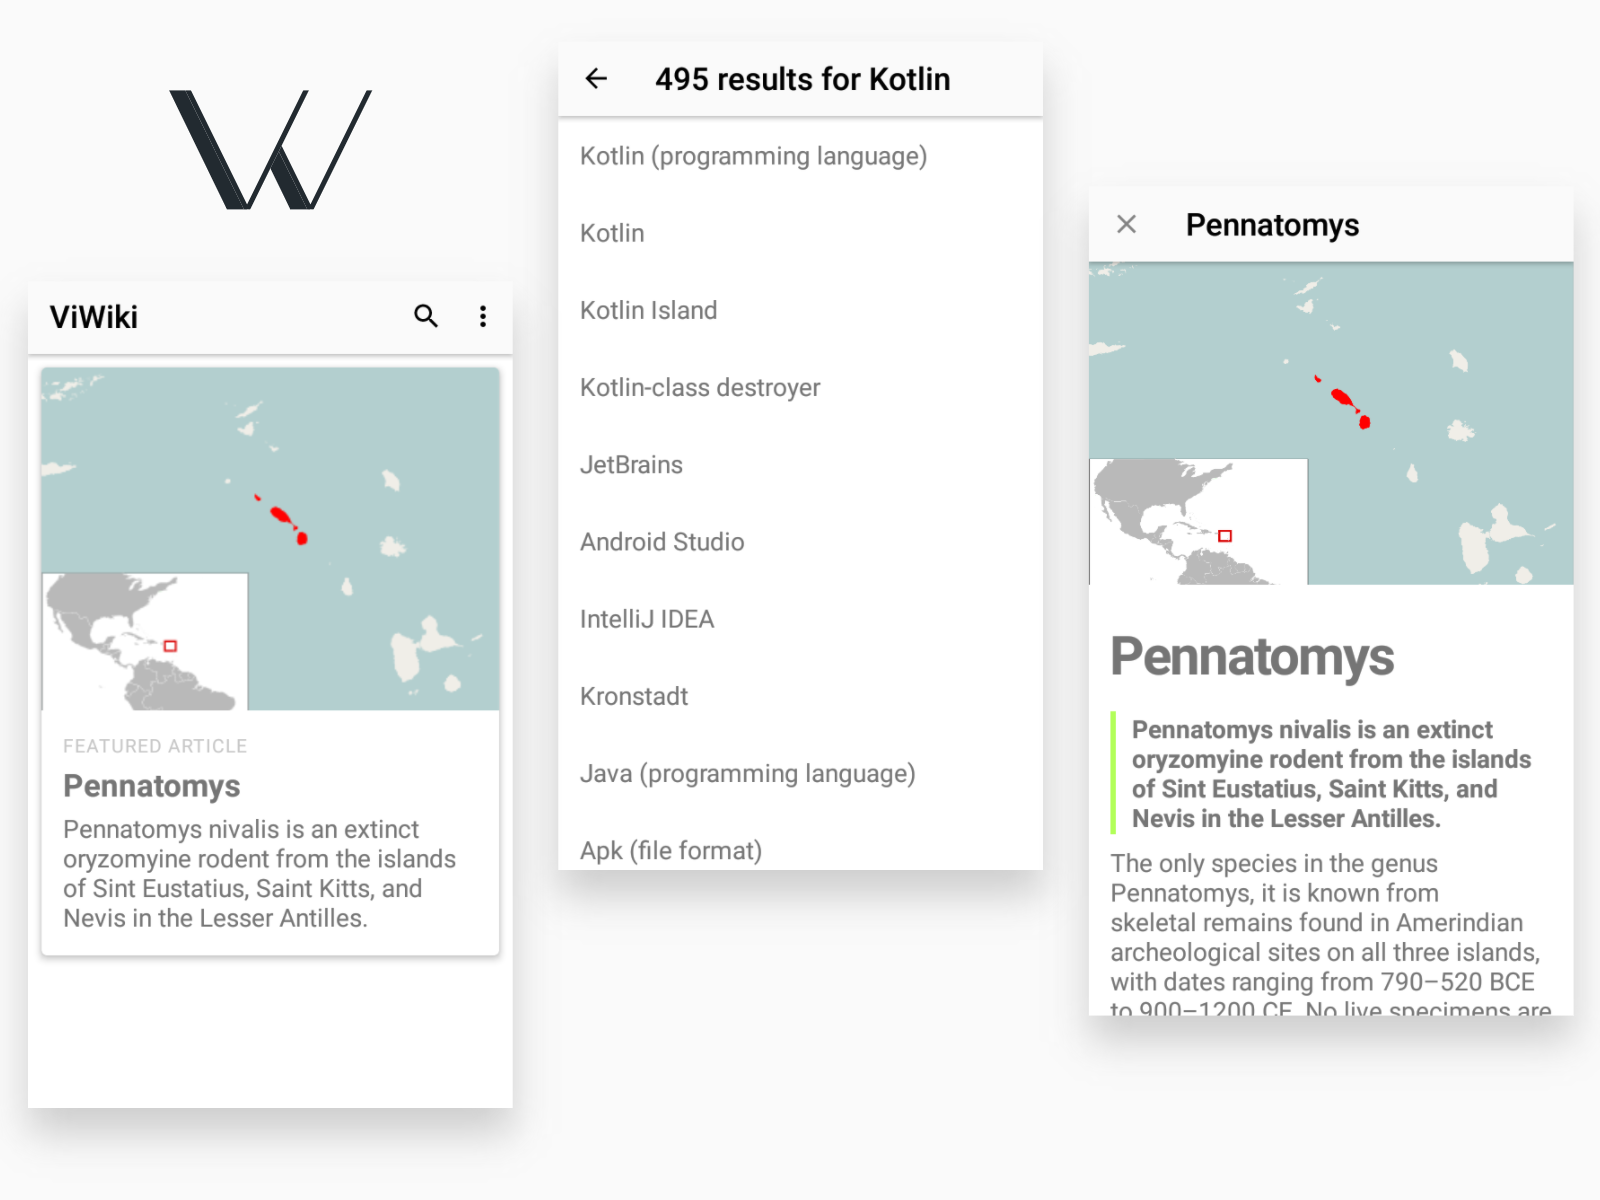 W
ViWiki
FEATURED ARTICLE
Pennatomys
Pennatomys nivalis is an extinct
oryzomyine rodent from the islands
of Sint Eustatius, Saint Kitts, and
Nevis in the Lesser Antilles.
495 results for Kotlin
Kotlin (programming language)
Kotlin
Kotlin Island
Kotlin-class destroyer
JetBrains
Android Studio
IntelliJ IDEA
Kronstadt
Java (programming language)
Apk (file format)
Pennatomys
Pennatomys
Pennatomys nivalis is an extinct
oryzomyine rodent from the islands
of Sint Eustatius, Saint Kitts, and
Nevis in the Lesser Antilles.
The only species in the genus
Pennatomys, it is known from
skeletal remains found in Amerindian
archeological sites on all three islands,
with dates ranging from 790–520 BCE
to 900–1200 CE. No live specimens are